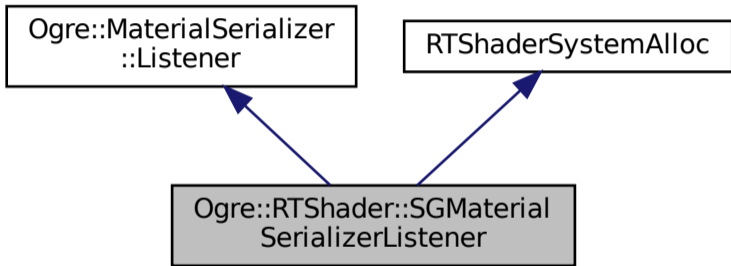 Ogre::MaterialSerializer
::Listener
RTShaderSystemAlloc
Ogre::RTShader::SGMaterial
SerializerListener